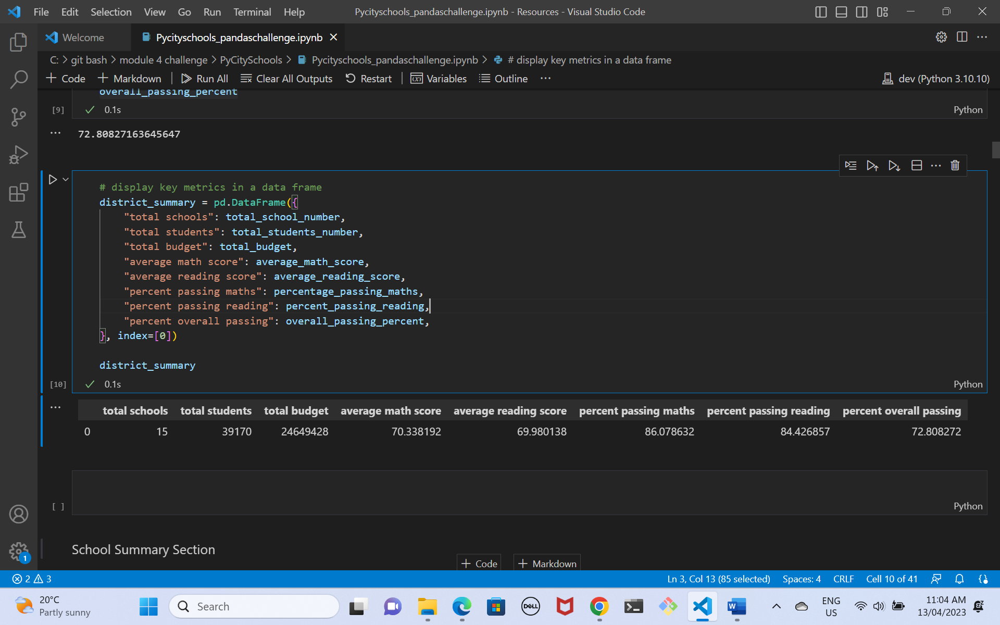 File Edit Selection View Go Run Terminal Help Pycityschools_pandaschallenge.ipynb - Resources - Visual Studio Code
Welcome Pycityschools_pandaschallenge.ipynb
C: > git bash > module 4 challenge > PyCitySchools > Pycityschools_pandaschallenge.ipynb > # display key metrics in a data frame
Code Markdown Run All Clear All Outputs Restart Variables Outline ... dev (Python 3.10.10)
overall_passing_percent
[9] 0.1s Python
... 72.80827163645647
# display key metrics in a data frame
district_summary = pd.DataFrame({
"total schools": total_school_number,
"total students": total_students_number,
"total budget": total_budget,
"average math score": average_math_score,
"average reading score": average_reading_score,
"percent passing maths": percentage_passing_maths,
"percent passing reading": percent_passing_reading,
"percent overall passing": overall_passing_percent,
}, index=[0])
district_summary
[10] 0.1s Python
... total schools total students total budget average math score average reading score percent passing maths percent passing reading percent overall passing
0 15 39170 24649428 70.338192 69.980138 86.078632 84.426857 72.808272
[ ] Python
School Summary Section
+ Code + Markdown
1
2 3 Ln 3, Col 13 (85 selected) Spaces: 4 CRLF Cell 10 of 41
20°C
Partly sunny
Search
DELL
W
ENG
US
11:04 AM
13/04/2023